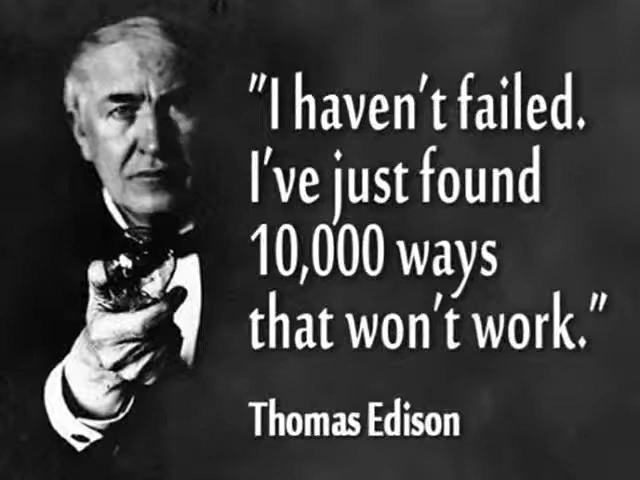 "I haven't failed.
I've just found
10,000 ways
that won't work."
Thomas Edison